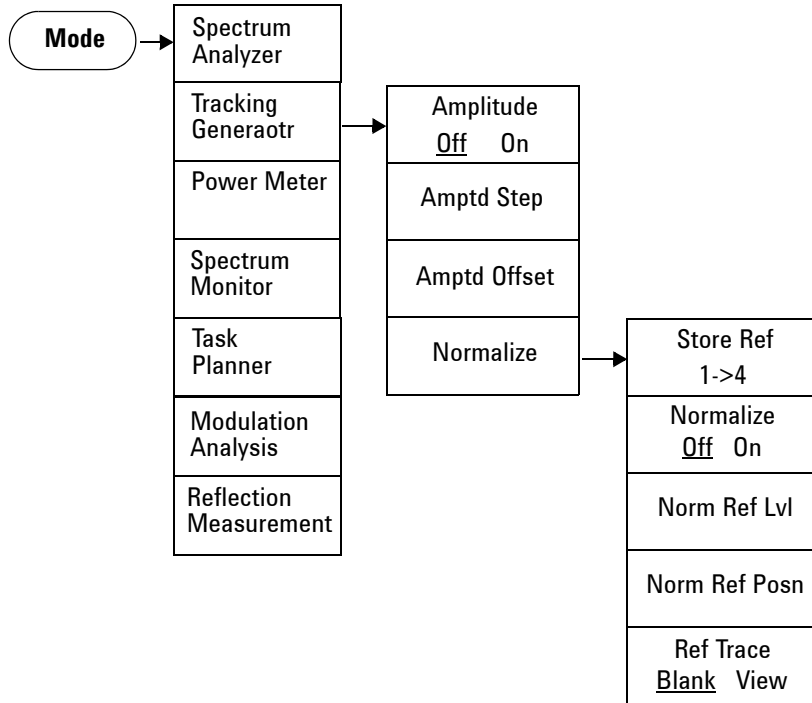 Mode
Spectrum
Analyzer
Tracking
Generaotr
Power Meter
Spectrum
Monitor
Task
Planner
Modulation
Analysis
Reflection
Measurement
Amplitude
Off On
Amptd Step
Amptd Offset
Normalize
Store Ref
1->4
Normalize
Off On
Norm Ref Lvl
Norm Ref Posn
Ref Trace
Blank View